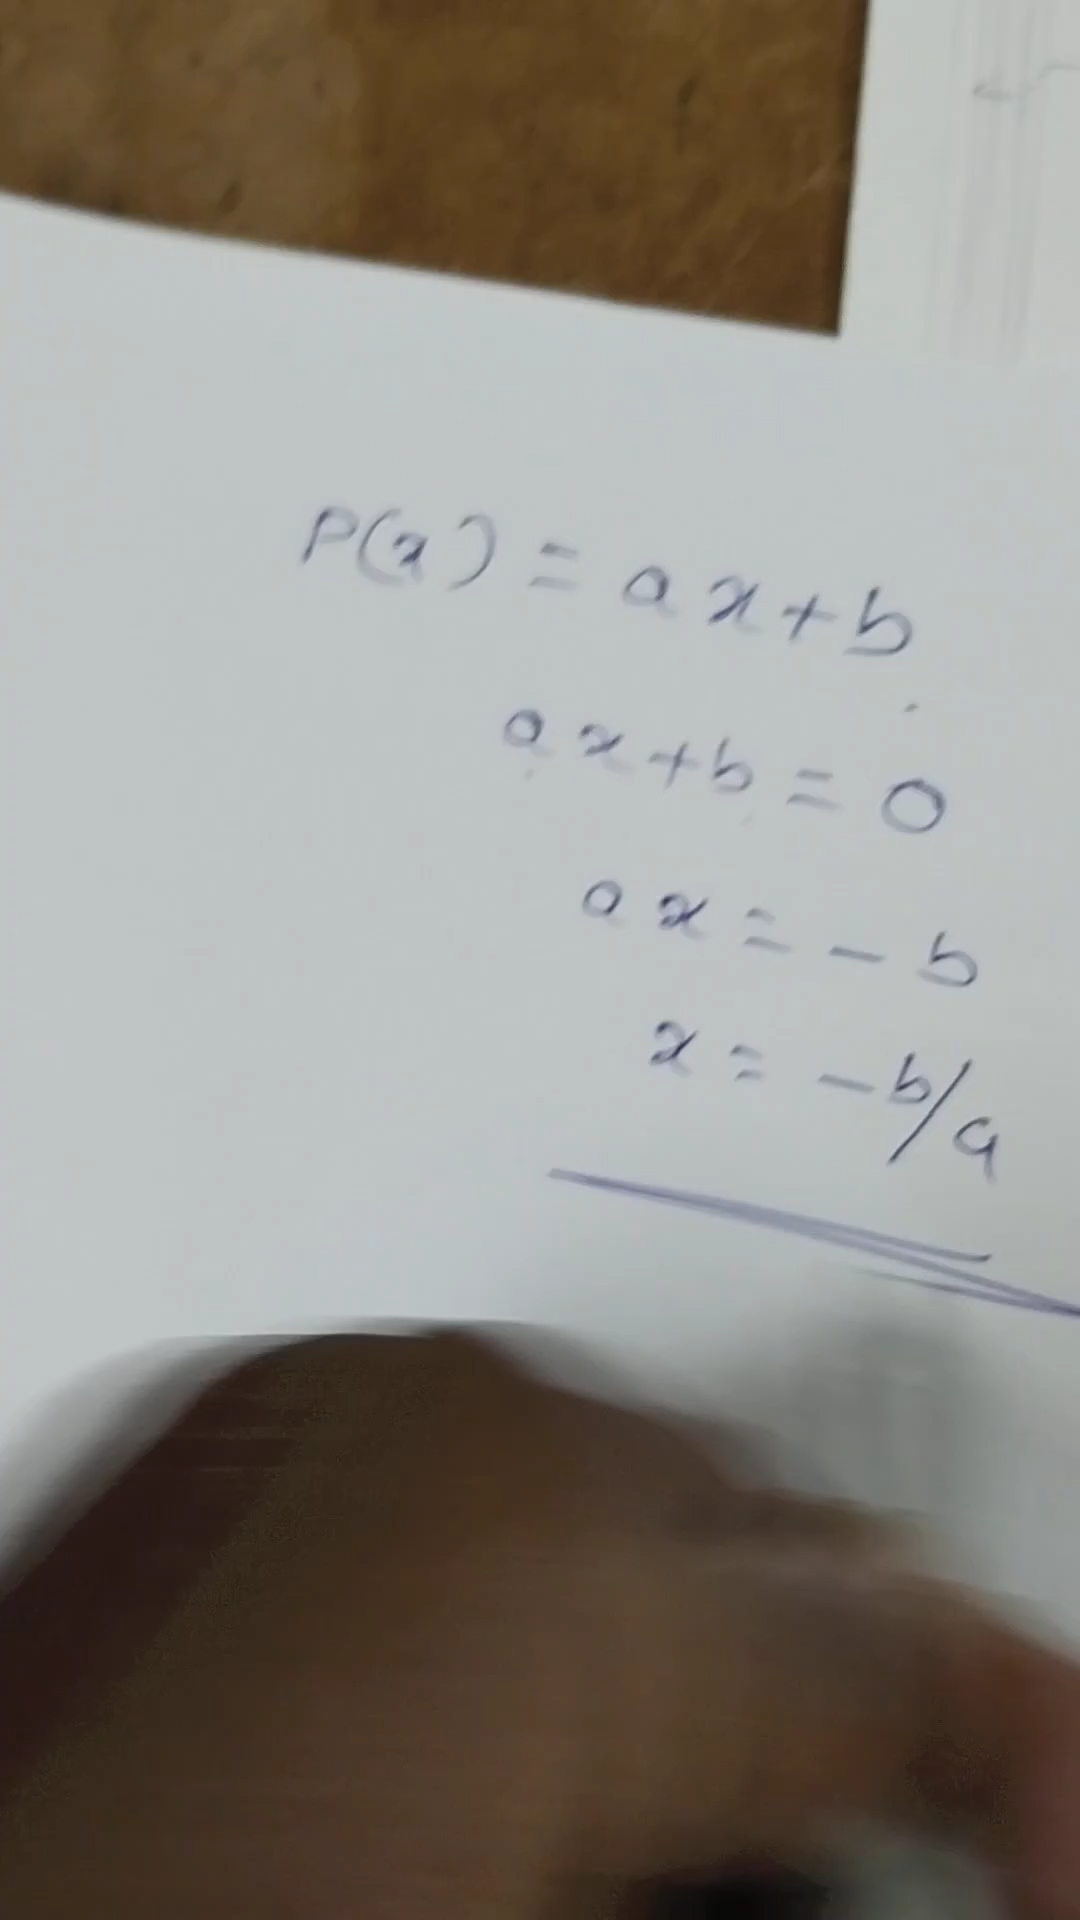 P(x) = ax+b
ax+b = 0
ax = - b
x = - b/a